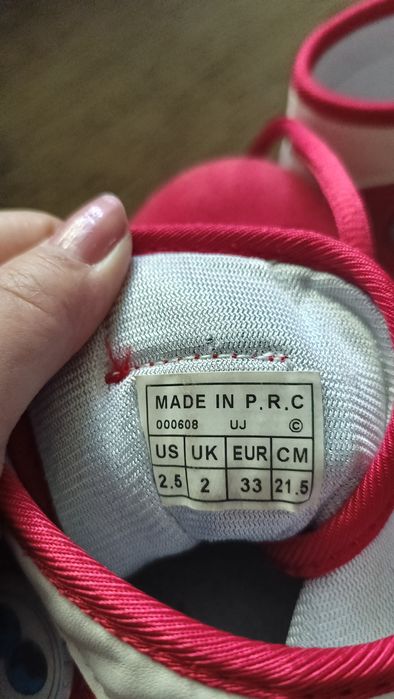 MADE IN P.R.C
000608 UJ ©
US UK EUR CM
2.5 2 33 21.5